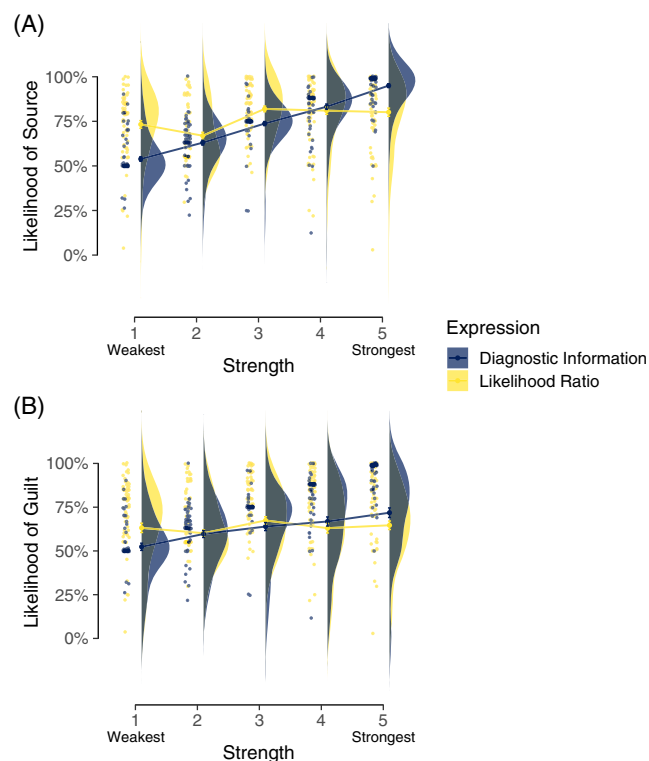 (A)
Likelihood of Source
100%
75%
50%
25%
0%
1 2 3 4 5
Weakest Strongest
Strength
Expression
Diagnostic Information
Likelihood Ratio
(B)
Likelihood of Guilt
100%
75%
50%
25%
0%
1 2 3 4 5
Weakest Strongest
Strength